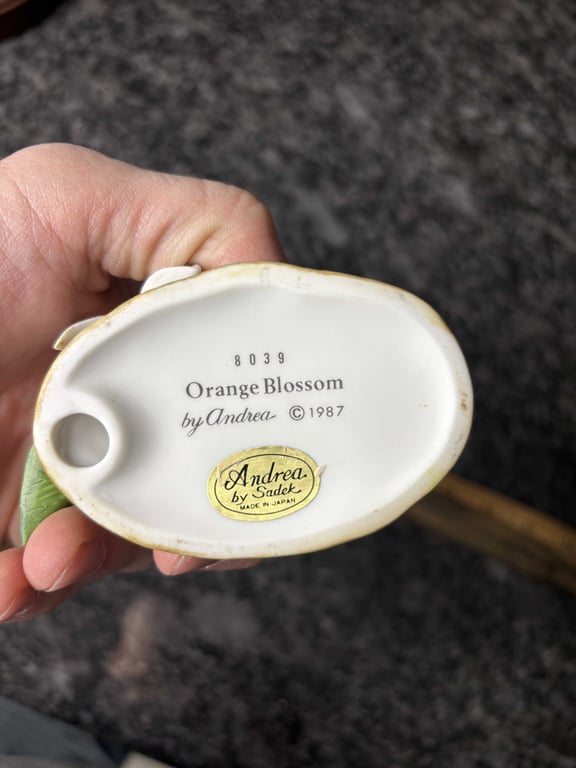 8039
Orange Blossom
by Andrea © 1987
Andrea
by Sadek
MADE IN JAPAN